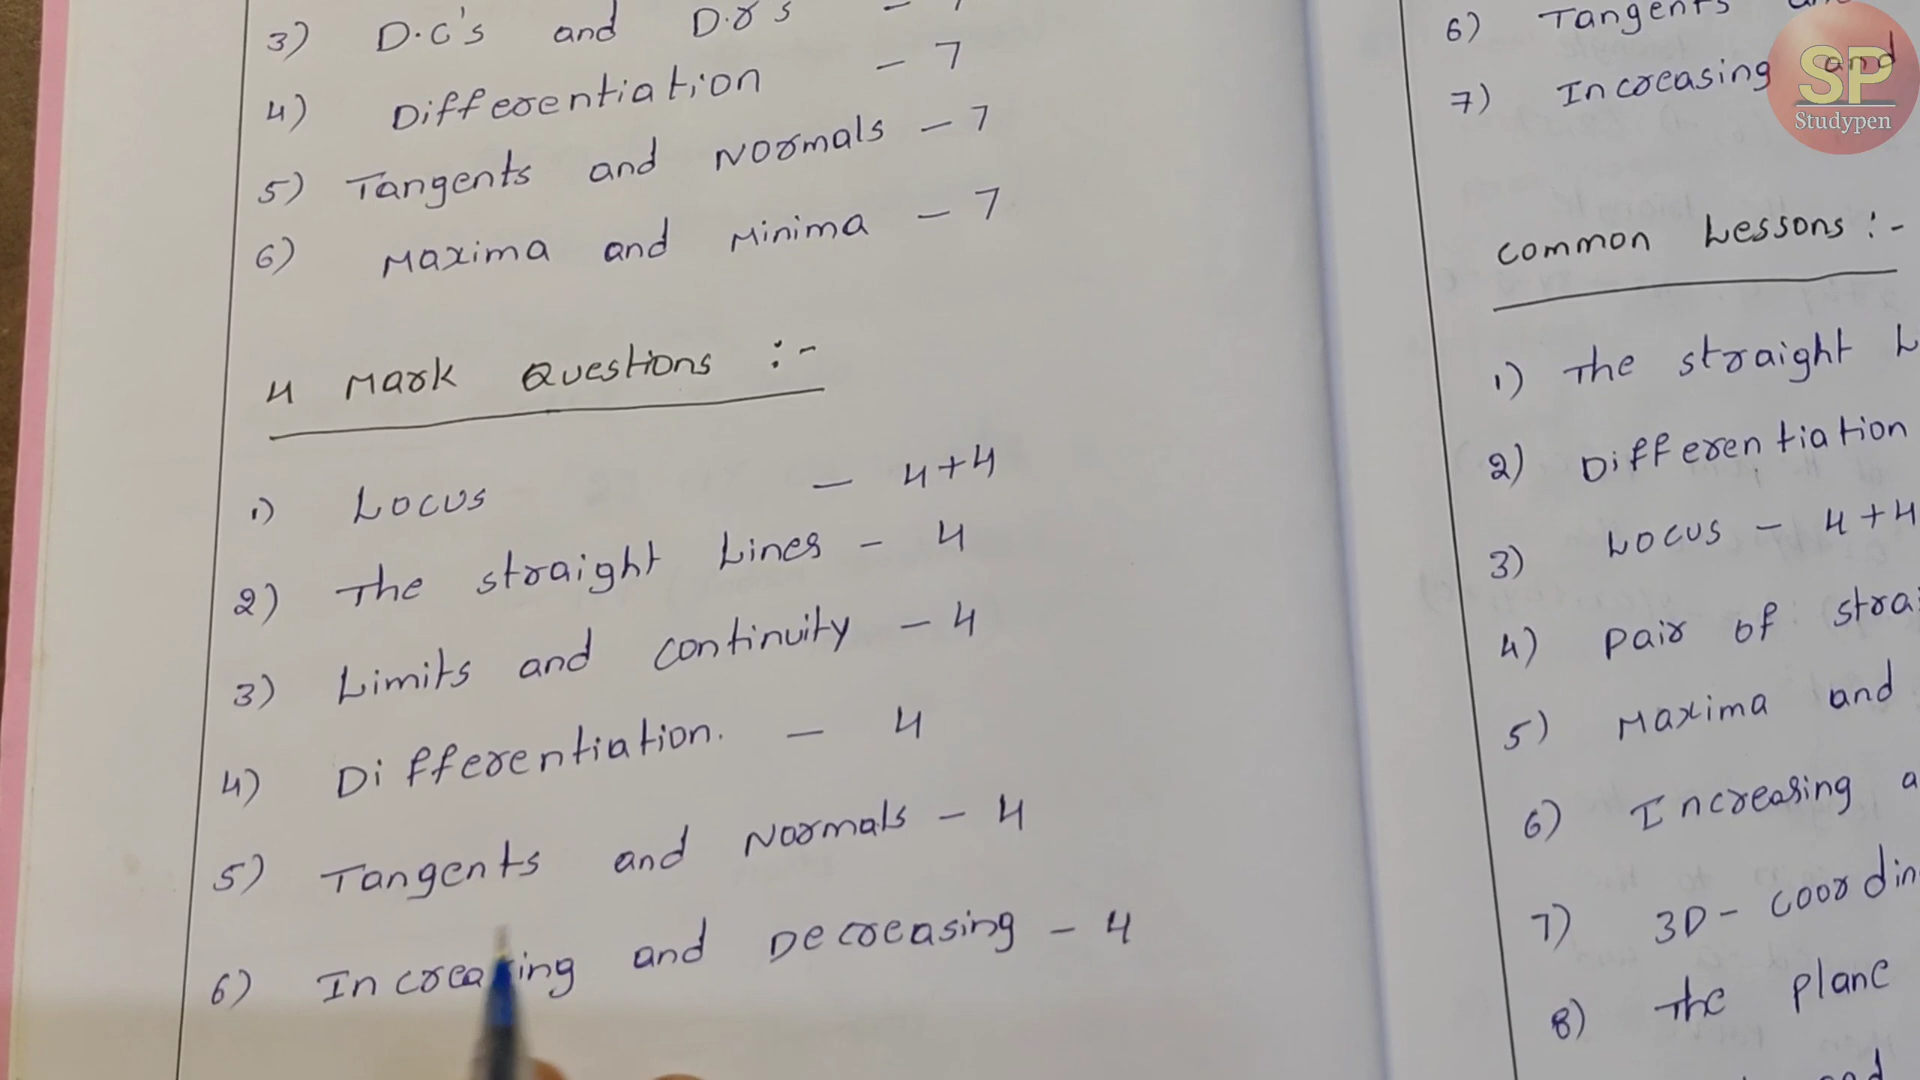 3) D.C's and D.r s -
4) Differentiation - 7
5) Tangents and Normals - 7
6) Maxima and Minima - 7
4 Mark Questions :-
1) Locus - 4+4
2) The straight Lines - 4
3) Limits and continuity - 4
4) Differentiation. - 4
5) Tangents and Normals - 4
6) Increasing and Decreasing - 4
6) Tangents
7) Increasing and
Common Lessons :-
1) The straight L
2) Differentiation
3) Locus - 4+4
4) Pair of strai
5) Maxima and
6) Increasing a
7) 3D - coordin
8) The plane
SP
Studypen